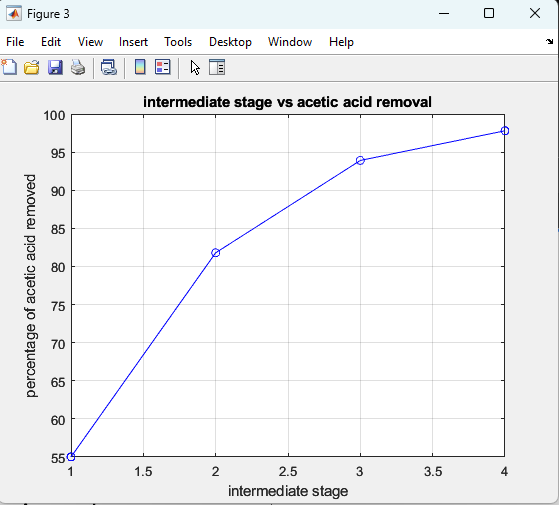 Figure 3
File Edit View Insert Tools Desktop Window Help
intermediate stage vs acetic acid removal
percentage of acetic acid removed
100
95
90
85
80
75
70
65
60
55
1 1.5 2 2.5 3 3.5 4
intermediate stage